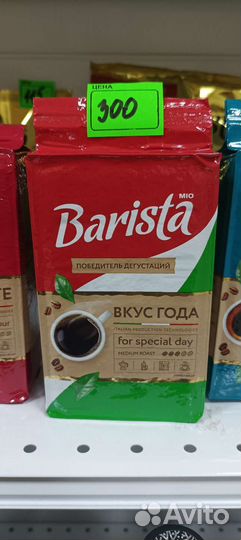 ЦЕНА
300
Barista
MIO
ПОБЕДИТЕЛЬ ДЕГУСТАЦИЙ
ВКУС ГОДА
ITALIAN PRODUCTION TECHNOLOGIES
for special day
MEDIUM ROAST
Avito